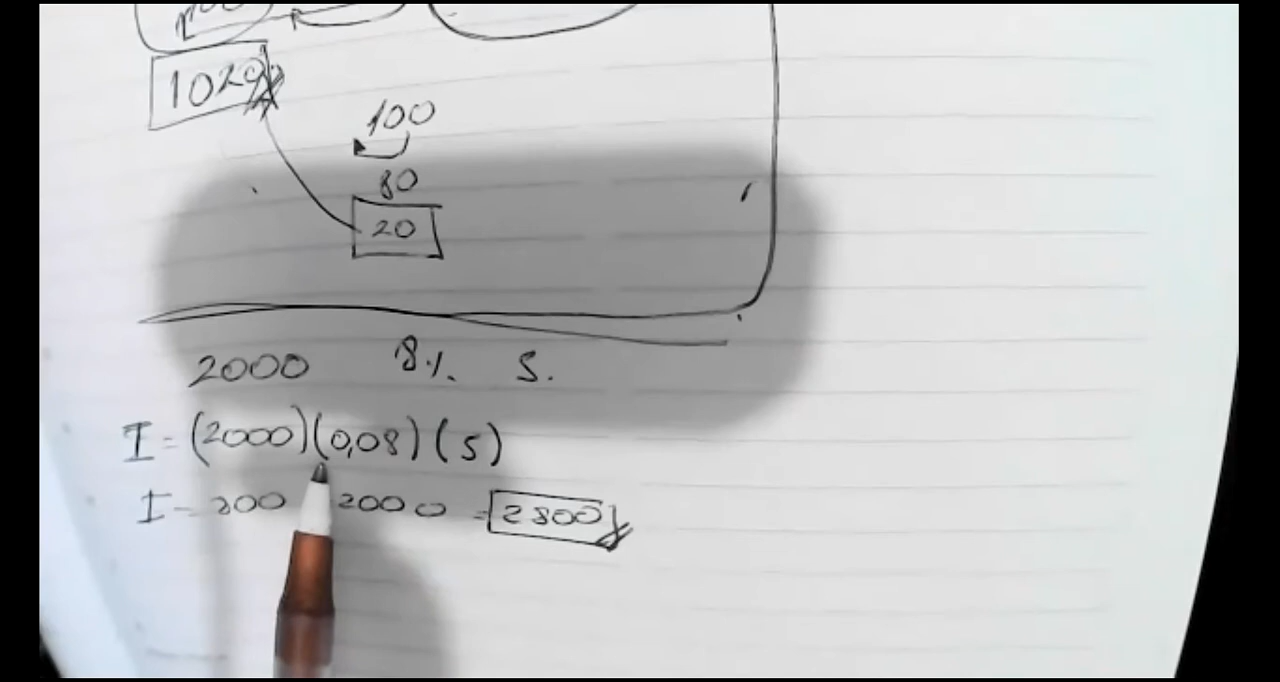 1020
100
80
20
2000 8% 5.
I = (2000)(0,08)(5)
I = 800 2000 = 2800